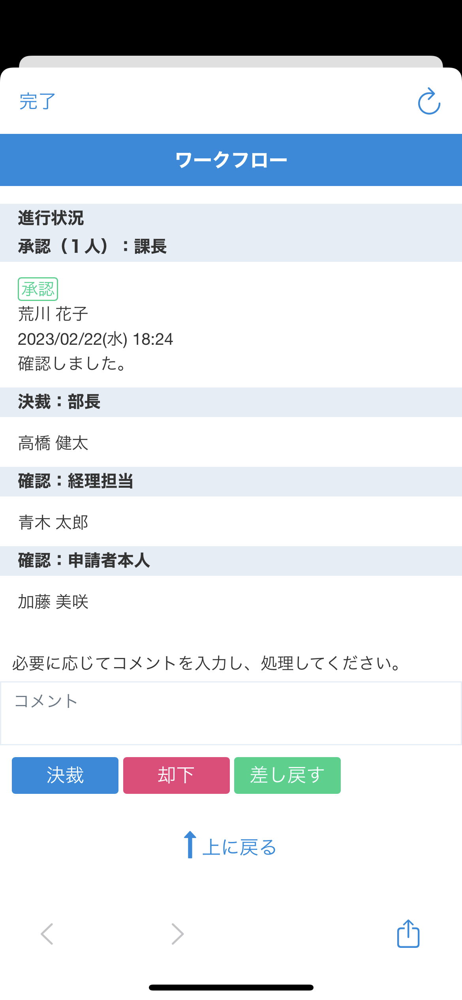 完了
ワークフロー
進行状況
承認（１人）：課長
承認
荒川 花子
2023/02/22(水) 18:24
確認しました。
決裁：部長
高橋 健太
確認：経理担当
青木 太郎
確認：申請者本人
加藤 美咲
必要に応じてコメントを入力し、処理してください。
コメント
決裁 却下 差し戻す
上に戻る